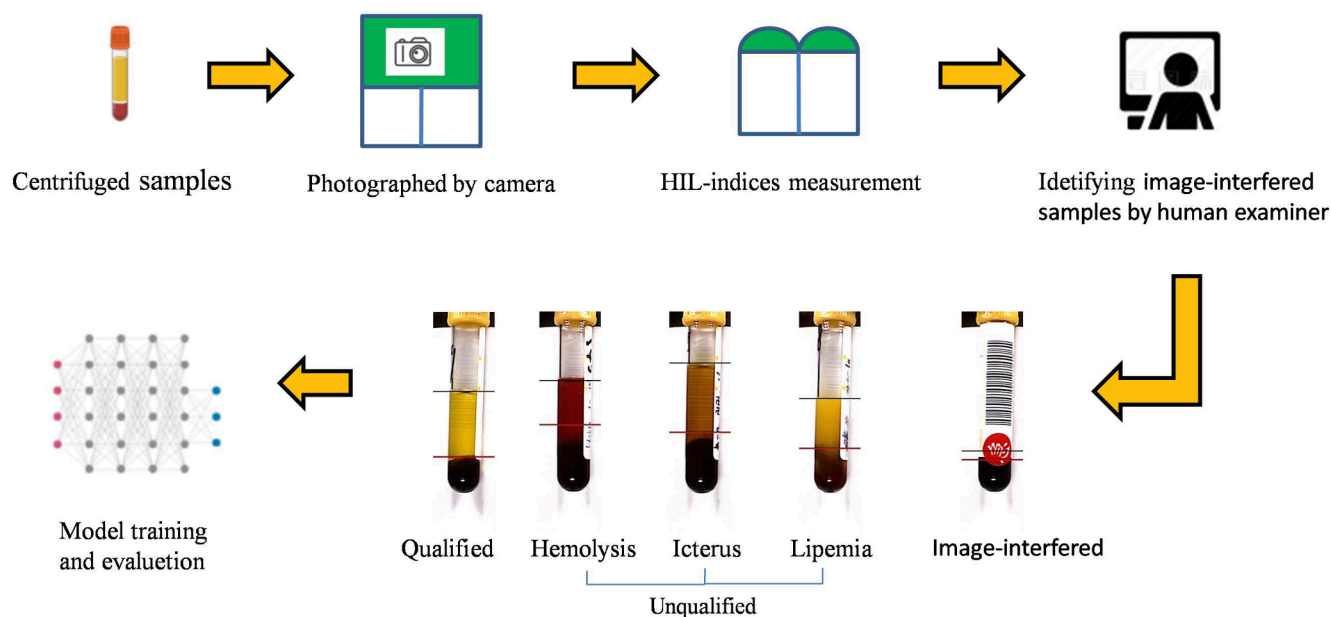 Centrifuged samples
Photographed by camera
HIL-indices measurement
Idetifying image-interfered
samples by human examiner
Model training
and evaluetion
Qualified
Hemolysis
Icterus
Lipemia
Image-interfered
Unqualified